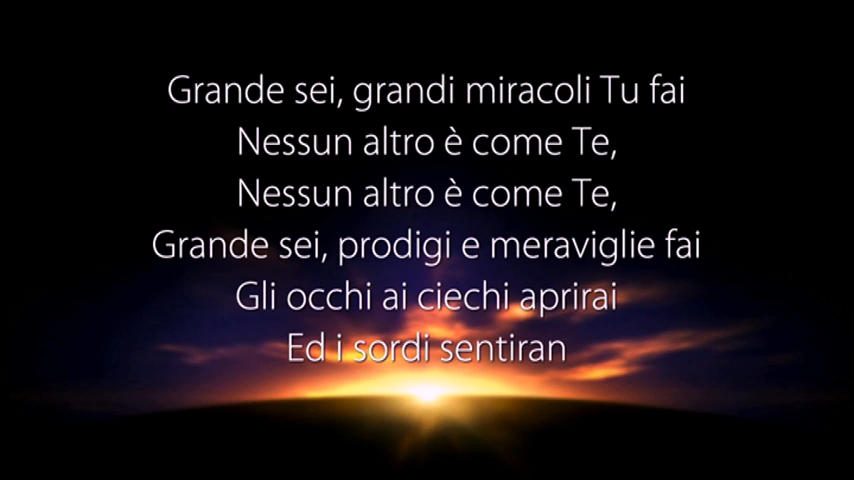 Grande sei, grandi miracoli Tu fai
Nessun altro è come Te,
Nessun altro è come Te,
Grande sei, prodigi e meraviglie fai
Gli occhi ai ciechi aprirai
Ed i sordi sentiran